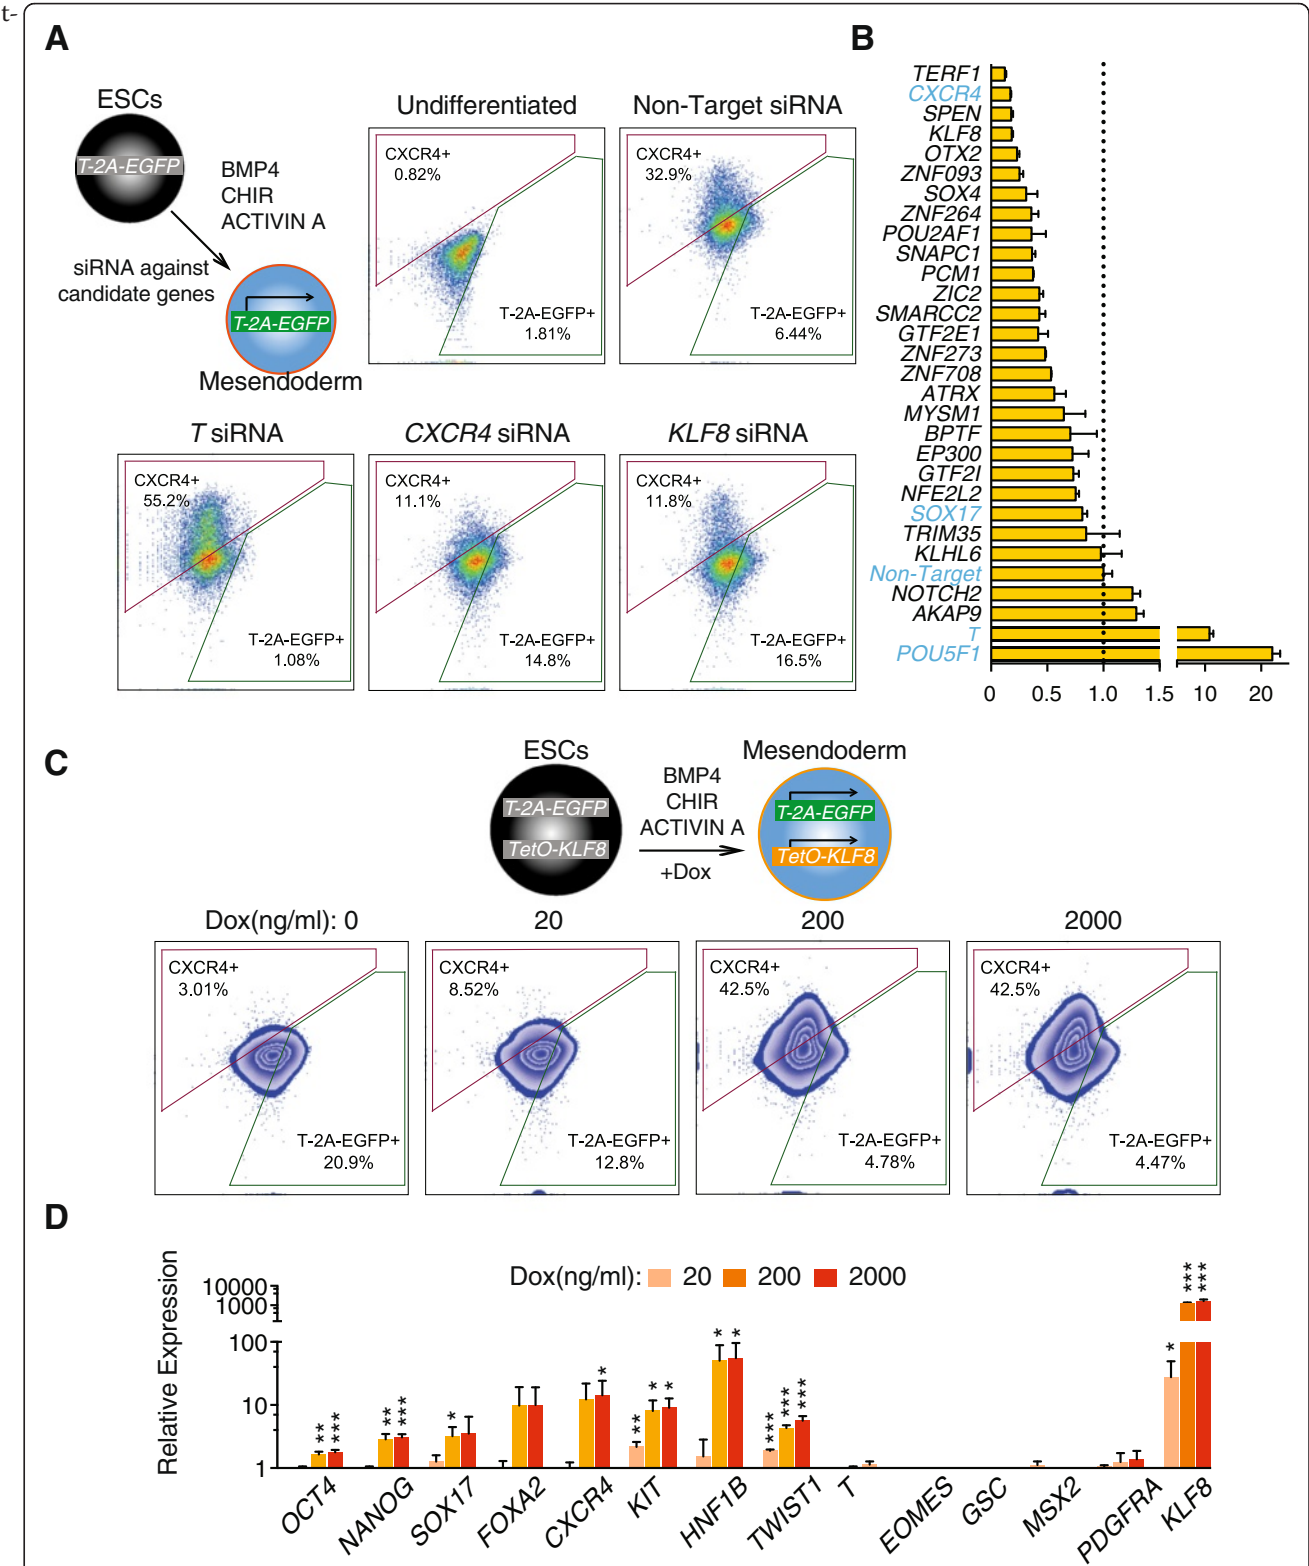 t-
A
ESCs
T-2A-EGFP
BMP4
CHIR
ACTIVIN A
siRNA against
candidate genes
T-2A-EGFP
Mesendoderm
Undifferentiated
CXCR4+
0.82%
T-2A-EGFP+
1.81%
Non-Target siRNA
CXCR4+
32.9%
T-2A-EGFP+
6.44%
T siRNA
CXCR4+
55.2%
T-2A-EGFP+
1.08%
CXCR4 siRNA
CXCR4+
11.1%
T-2A-EGFP+
14.8%
KLF8 siRNA
CXCR4+
11.8%
T-2A-EGFP+
16.5%
B
TERF1
CXCR4
SPEN
KLF8
OTX2
ZNF093
SOX4
ZNF264
POU2AF1
SNAPC1
PCM1
ZIC2
SMARCC2
GTF2E1
ZNF273
ZNF708
ATRX
MYSM1
BPTF
EP300
GTF2I
NFE2L2
SOX17
TRIM35
KLHL6
Non-Target
NOTCH2
AKAP9
T
POU5F1
0 0.5 1.0 1.5 10 20
C
ESCs
T-2A-EGFP
TetO-KLF8
BMP4
CHIR
ACTIVIN A
+Dox
Mesendoderm
T-2A-EGFP
TetO-KLF8
Dox(ng/ml): 0
CXCR4+
3.01%
T-2A-EGFP+
20.9%
20
CXCR4+
8.52%
T-2A-EGFP+
12.8%
200
CXCR4+
42.5%
T-2A-EGFP+
4.78%
2000
CXCR4+
42.5%
T-2A-EGFP+
4.47%
D
Dox(ng/ml): 20 200 2000
Relative Expression
10000
1000
100
10
1
** *** ** *** * * ** * * * * *** *** *** * *** ***
OCT4 NANOG SOX17 FOXA2 CXCR4 KIT HNF1B TWIST1 T EOMES GSC MSX2 PDGFRA KLF8